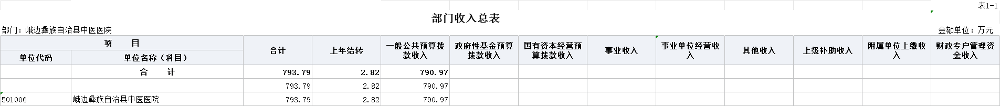 表1-1
部门收入总表
部门：峨边彝族自治县中医医院 金额单位：万元
项 目 合计 上年结转 一般公共预算拨款收入 政府性基金预算拨款收入 国有资本经营预算拨款收入 事业收入 事业单位经营收入 其他收入 上级补助收入 附属单位上缴收入 财政专户管理资金收入
单位代码 单位名称（科目）
合 计 793.79 2.82 790.97
793.79 2.82 790.97
501006 峨边彝族自治县中医医院 793.79 2.82 790.97